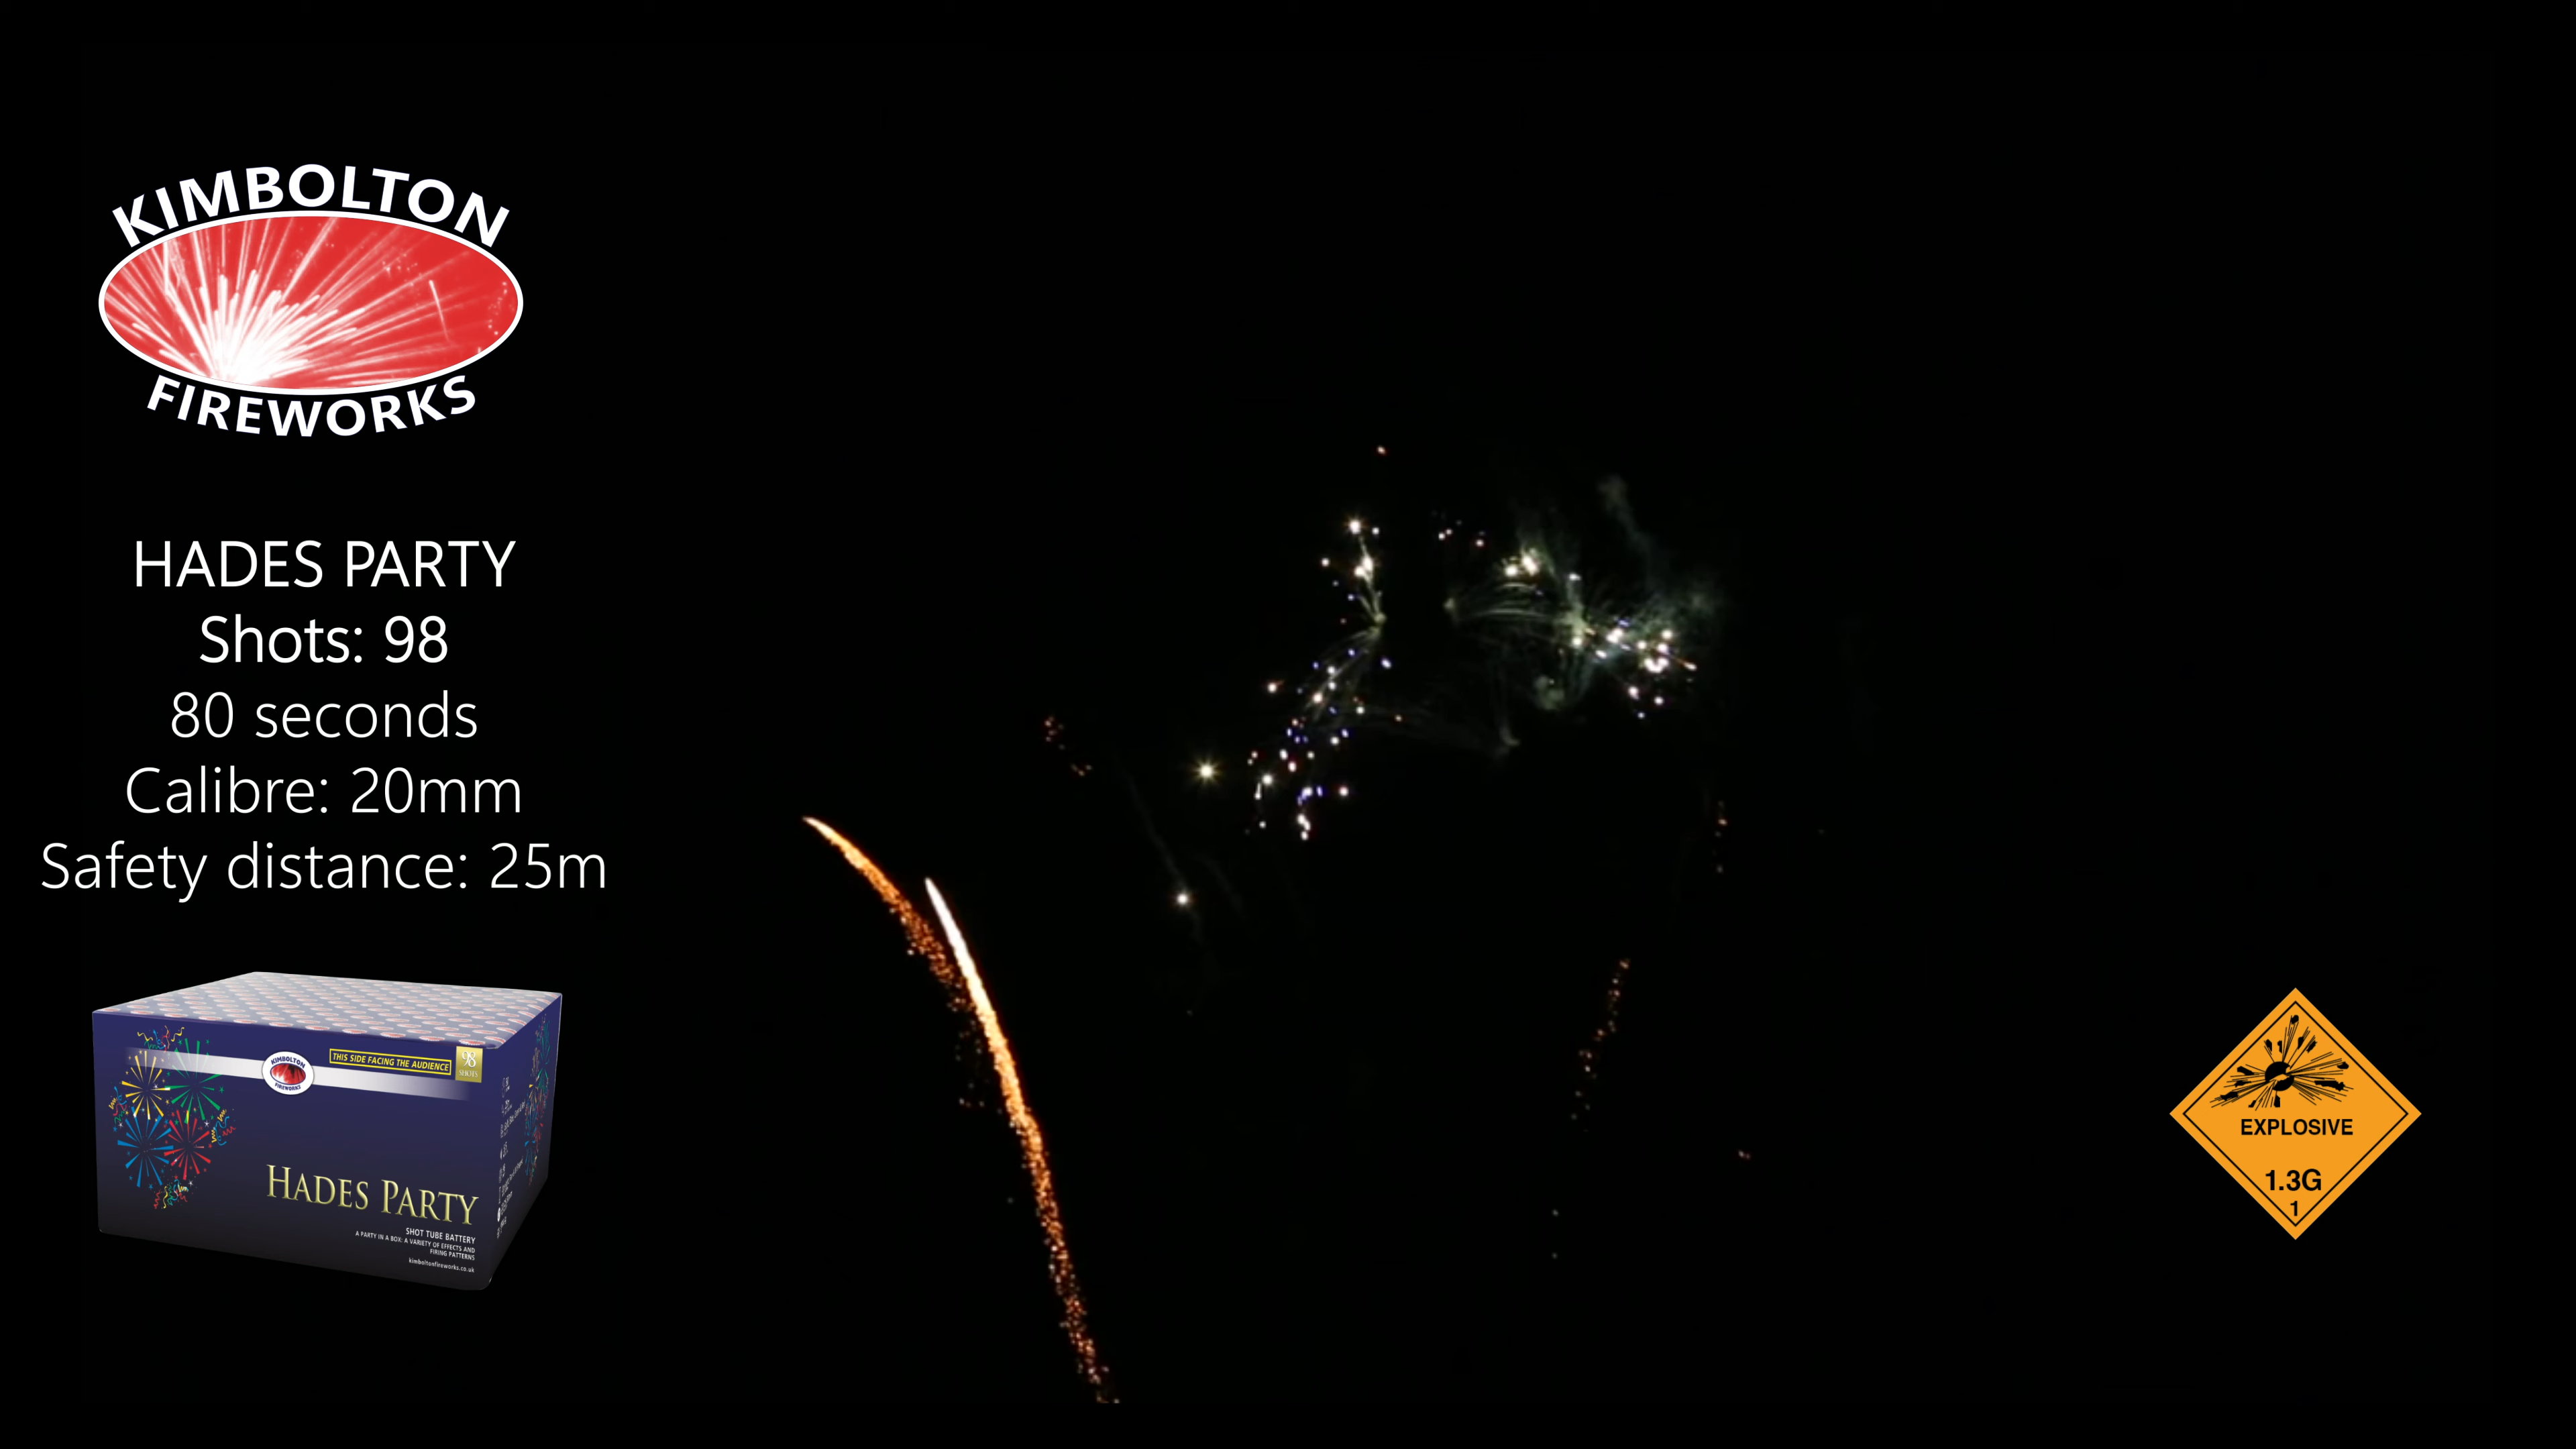 KIMBOLTON
FIREWORKS
HADES PARTY
Shots: 98
80 seconds
Calibre: 20mm
Safety distance: 25m
KIMBOLTON
FIREWORKS
THIS SIDE FACING THE AUDIENCE
98
SHOTS
HADES PARTY
SHOT TUBE BATTERY
A PARTY IN A BOX. A VARIETY OF EFFECTS AND
FIRING PATTERNS
kimboltonfireworks.co.uk
EXPLOSIVE
1.3G
1